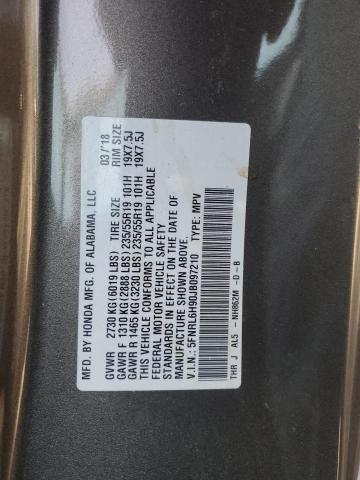 MFD. BY HONDA MFG. OF ALABAMA, LLC 03/'18
GVWR 2730 KG(6019 LBS) TIRE SIZE RIM SIZE
GAWR F 1310 KG(2888 LBS) 235/55R19 101H 19X7.5J
GAWR R 1465 KG(3230 LBS) 235/55R19 101H 19X7.5J
THIS VEHICLE CONFORMS TO ALL APPLICABLE
FEDERAL MOTOR VEHICLE SAFETY
STANDARDS IN EFFECT ON THE DATE OF
MANUFACTURE SHOWN ABOVE.
V.I.N.: 5FNRL6H90JB097210 TYPE: MPV
THR J AL5 - NH862M -D-B